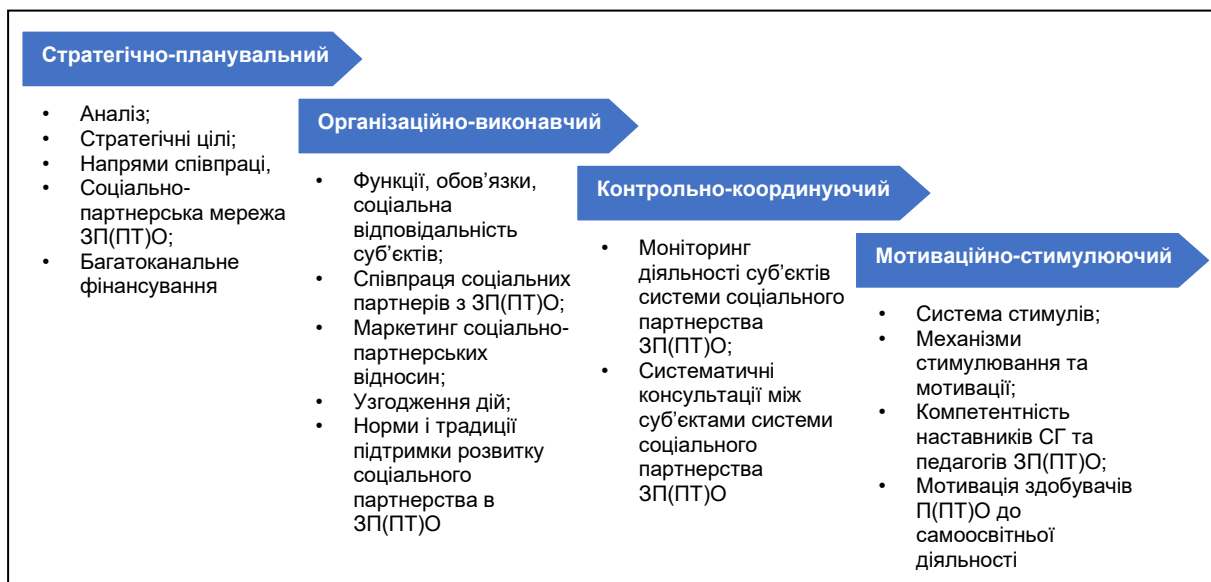 Стратегічно-планувальний
• Аналіз;
• Стратегічні цілі;
• Напрями співпраці,
• Соціально-
партнерська мережа
ЗП(ПТ)О;
• Багатоканальне
фінансування
Організаційно-виконавчий
• Функції, обов’язки,
соціальна
відповідальність
суб’єктів;
• Співпраця соціальних
партнерів з ЗП(ПТ)О;
• Маркетинг соціально-
партнерських
відносин;
• Узгодження дій;
• Норми і традиції
підтримки розвитку
соціального
партнерства в
ЗП(ПТ)О
Контрольно-координуючий
• Моніторинг
діяльності суб’єктів
системи соціального
партнерства
ЗП(ПТ)О;
• Систематичні
консультації між
суб’єктами системи
соціального
партнерства
ЗП(ПТ)О
Мотиваційно-стимулюючий
• Система стимулів;
• Механізми
стимулювання та
мотивації;
• Компетентність
наставників СГ та
педагогів ЗП(ПТ)О;
• Мотивація здобувачів
П(ПТ)О до
самоосвітньої
діяльності